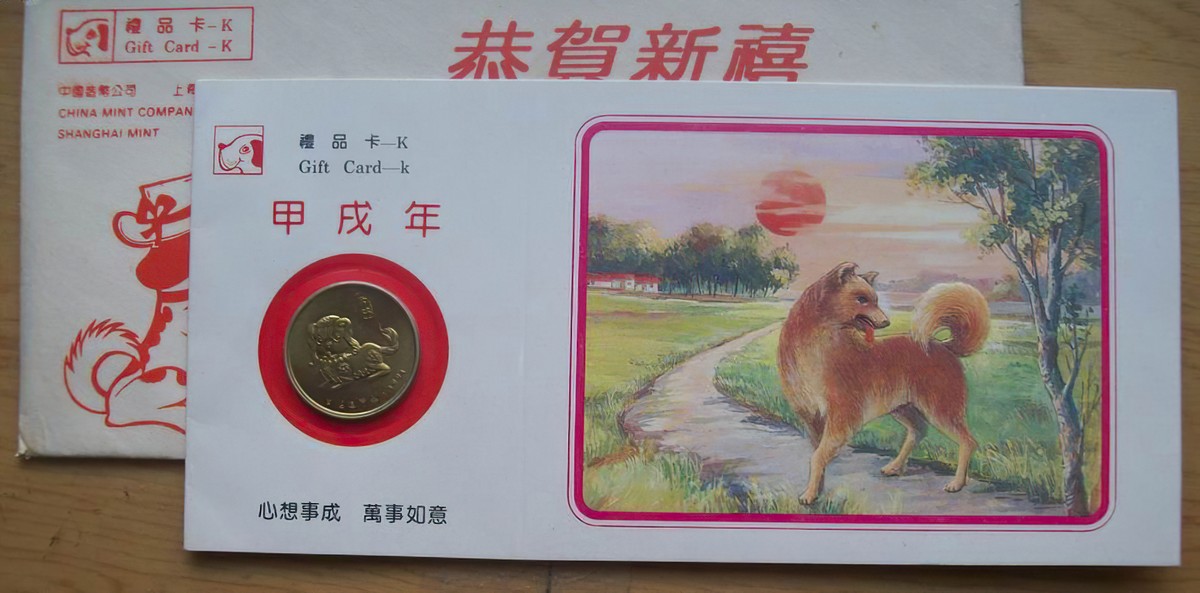 禮品卡-K
Gift Card -K
恭賀新禧
中國造幣公司 上
CHINA MINT COMPAN
SHANGHAI MINT
禮品卡—K
Gift Card—k
甲戌年
心想事成 萬事如意